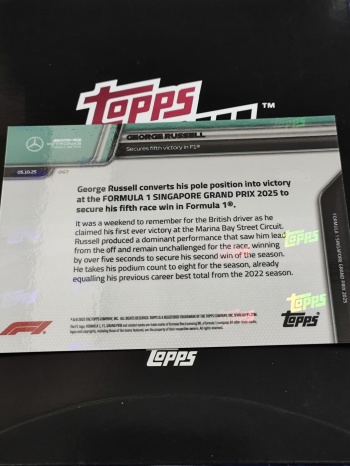 TOPPS
TM
GEORGE RUSSELL
Secures fifth victory in F1®
05.10.25
George Russell converts his pole position into victory
at the FORMULA 1 SINGAPORE GRAND PRIX 2025 to
secure his fifth race win in Formula 1®.
It was a weekend to remember for the British driver as he
claimed his first ever victory at the Marina Bay Street Circuit.
Russell produced a dominant performance that saw him lead
from the off and remain unchallenged for the race, winning
by over five seconds to secure his second win of the season.
He takes his podium count to eight for the season, already
equalling his previous career best total from the 2022 season.
FORMULA 1 SINGAPORE GRAND PRIX 2025
F1
TOPPS
TOPPS